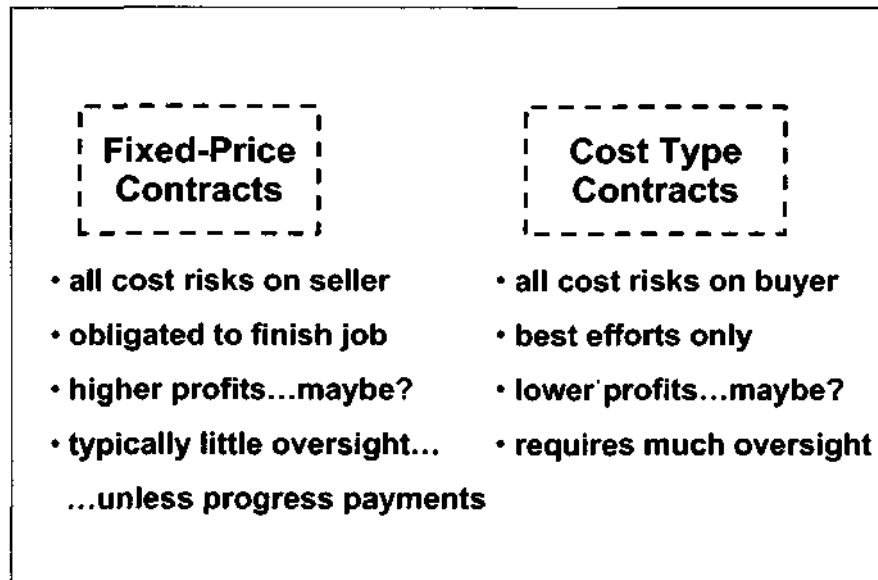 Fixed-Price
Contracts
• all cost risks on seller
• obligated to finish job
• higher profits...maybe?
• typically little oversight...
...unless progress payments
Cost Type
Contracts
• all cost risks on buyer
• best efforts only
• lower profits...maybe?
• requires much oversight